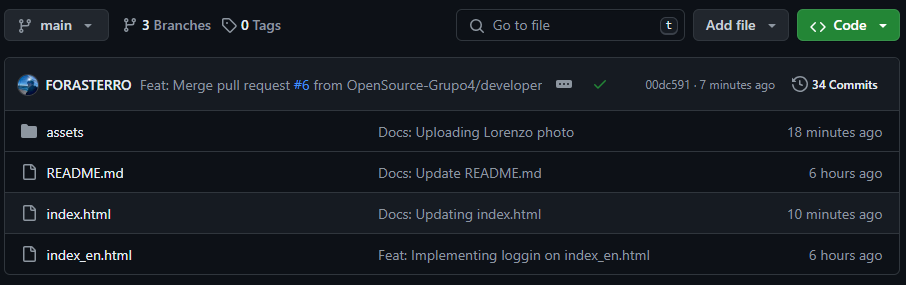 main 3 Branches 0 Tags Go to file t Add file Code
FORASTERRO Feat: Merge pull request #6 from OpenSource-Grupo4/developer 00dc591 · 7 minutes ago 34 Commits
assets Docs: Uploading Lorenzo photo 18 minutes ago
README.md Docs: Update README.md 6 hours ago
index.html Docs: Updating index.html 10 minutes ago
index_en.html Feat: Implementing loggin on index_en.html 6 hours ago